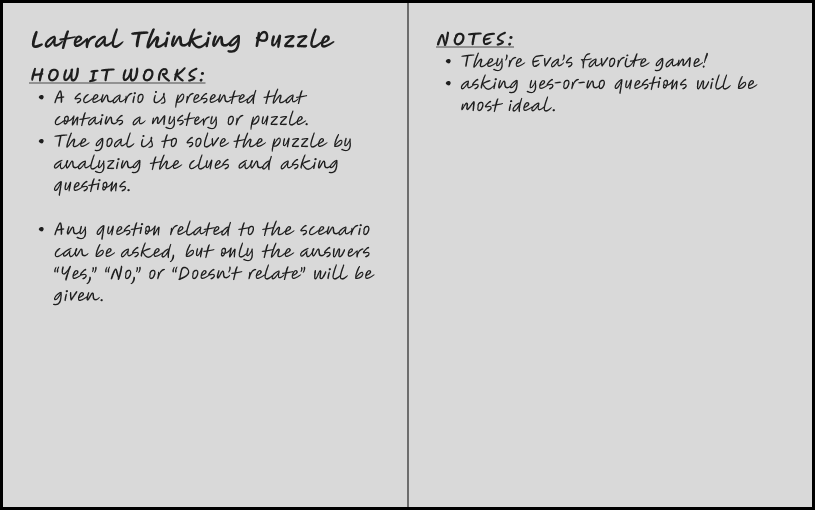 Lateral Thinking Puzzle
HOW IT WORKS:
• A scenario is presented that
contains a mystery or puzzle.
• The goal is to solve the puzzle by
analyzing the clues and asking
questions.
• Any question related to the scenario
can be asked, but only the answers
“Yes,” “No,” or “Doesn't relate” will be
given.
NOTES:
• They're Eva's favorite game!
• asking yes-or-no questions will be
most ideal.